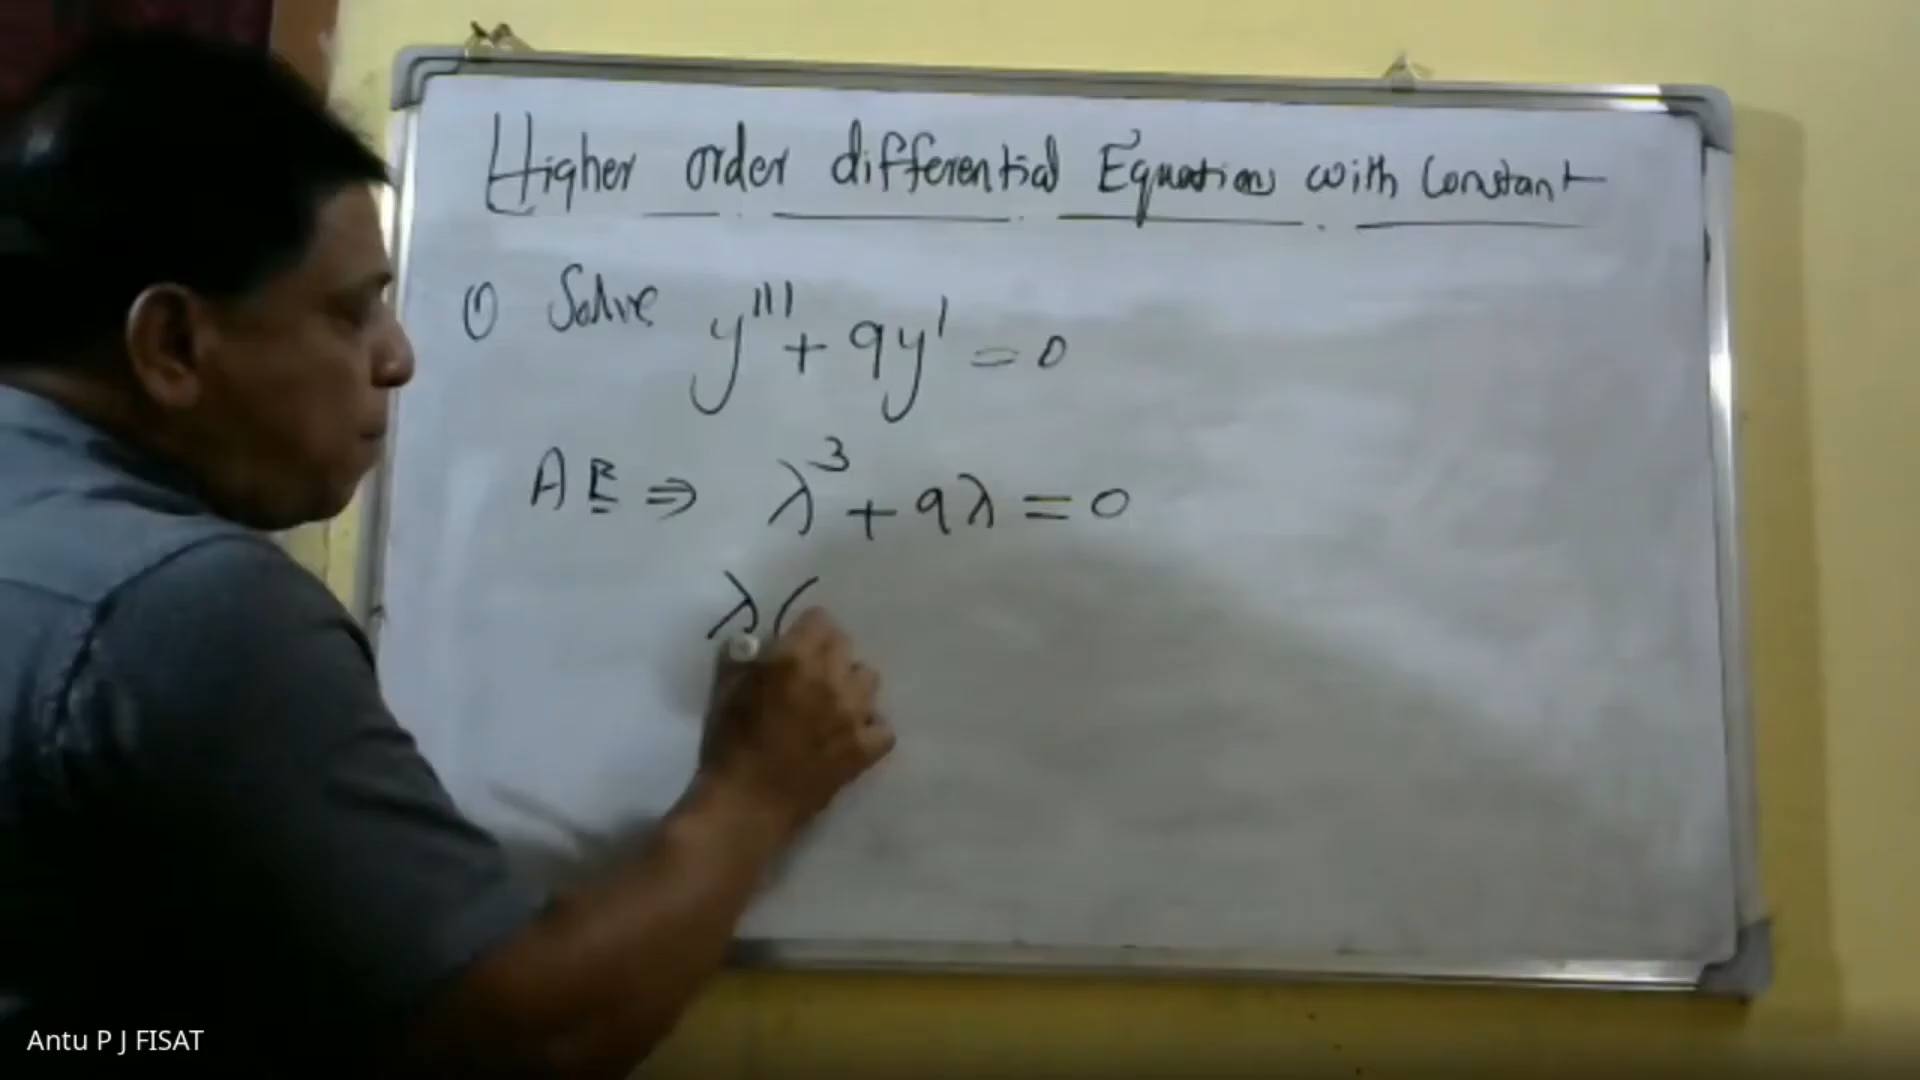 Higher order differential Equations with Constant
① Solve y''' + 9y' = 0
AE ⇒ λ³ + 9λ = 0
λ(
Antu P J FISAT